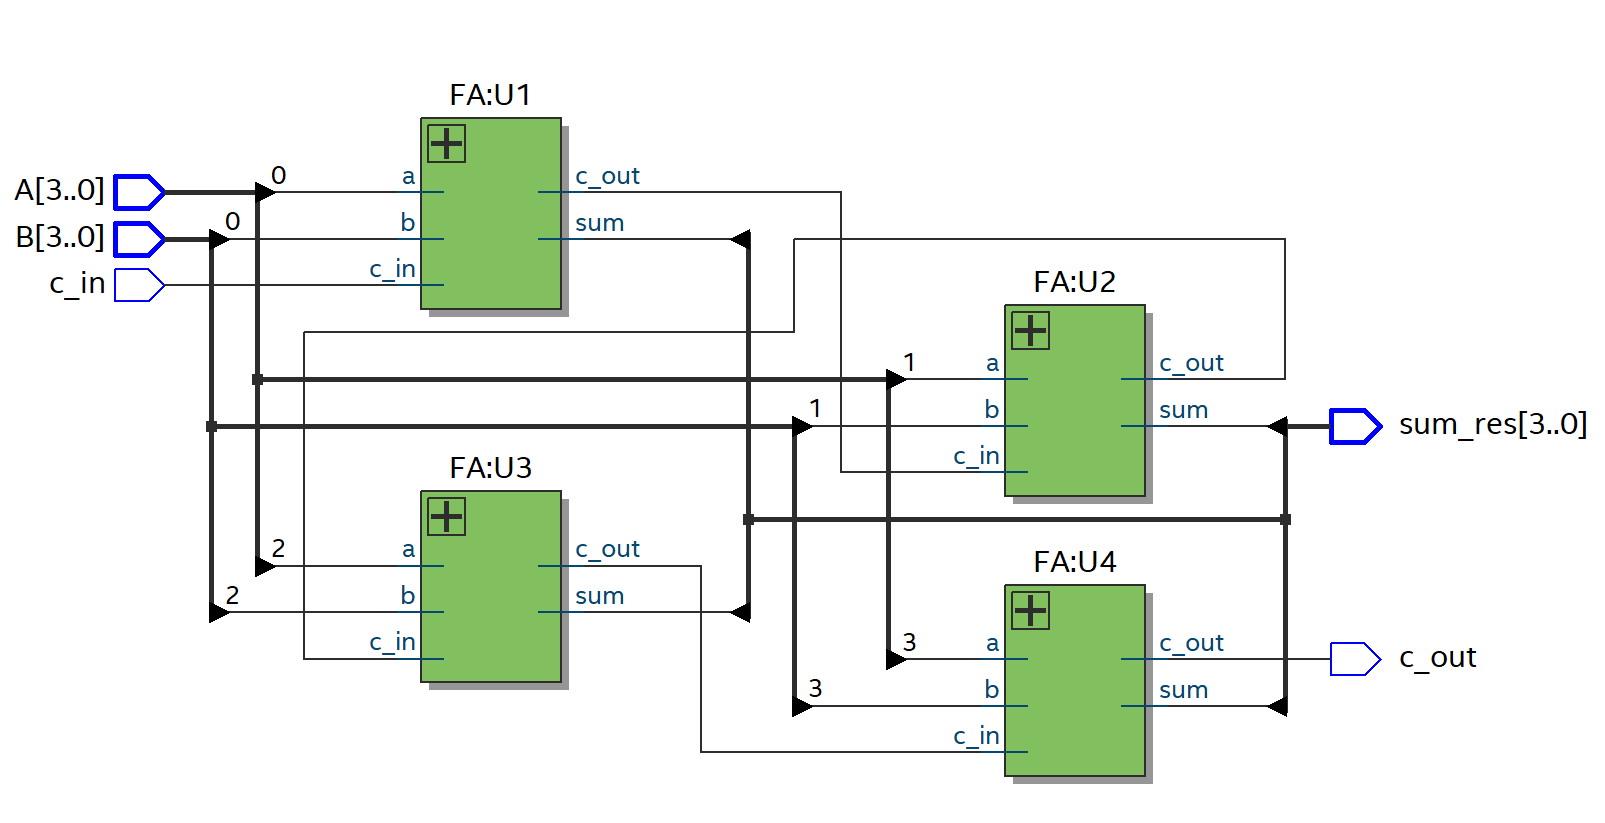 FA:U1
A[3..0]
0
a
c_out
B[3..0]
0
b
sum
c_in
c_in
FA:U2
1
a
c_out
1
b
sum
sum_res[3..0]
c_in
FA:U3
2
a
c_out
2
b
sum
c_in
FA:U4
3
a
c_out
c_out
3
b
sum
c_in